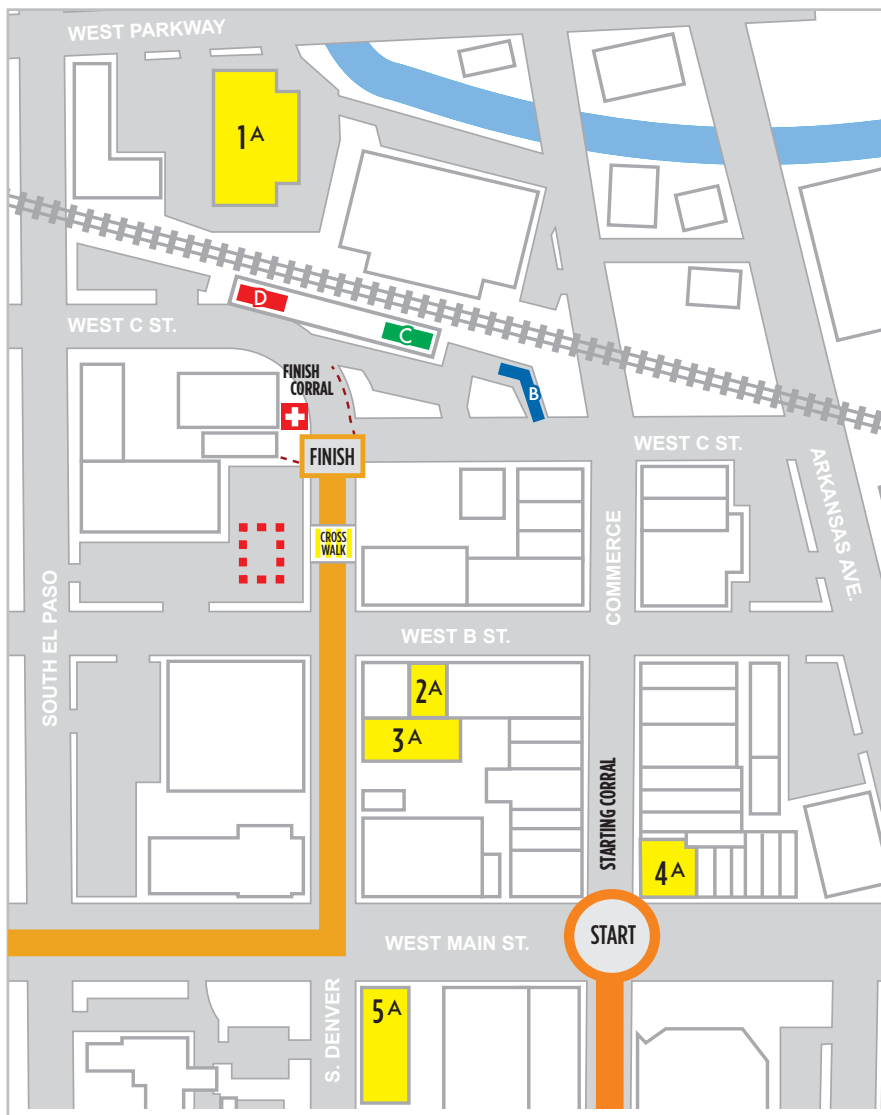 WEST PARKWAY
1A
D
C
WEST C ST.
FINISH
CORRAL
B
FINISH
WEST C ST.
CROSS
WALK
ARKANSAS AVE.
COMMERCE
SOUTH EL PASO
WEST B ST.
2A
3A
STARTING CORRAL
4A
START
WEST MAIN ST.
5A
S. DENVER